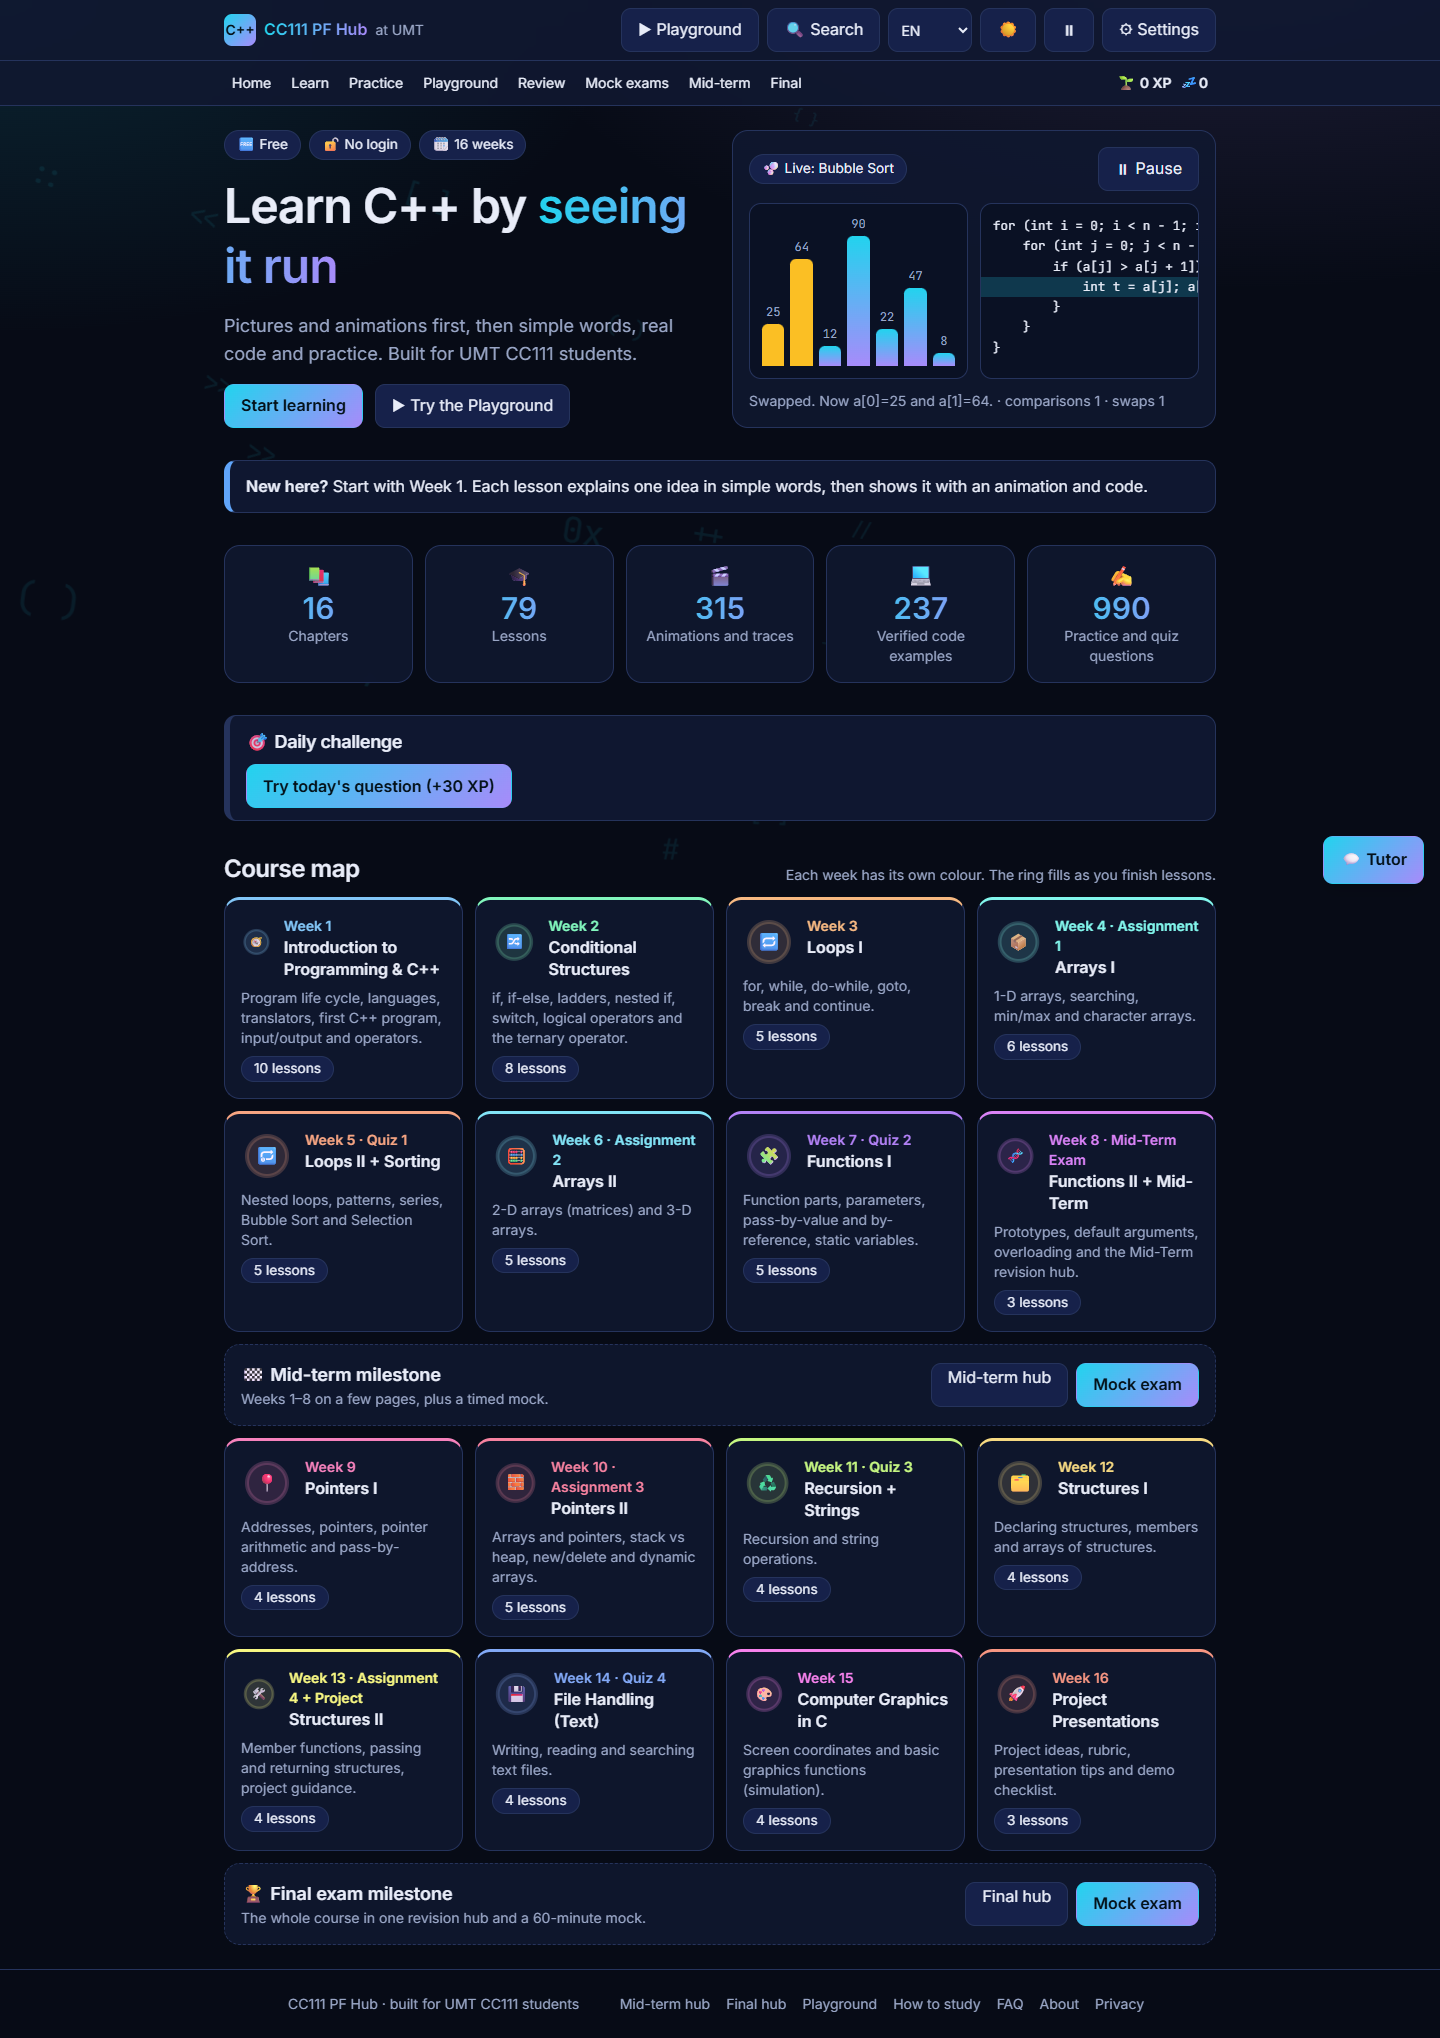 C++ CC111 PF Hub at UMT
▶ Playground
Search
EN
⏸
⚙ Settings
Home Learn Practice Playground Review Mock exams Mid-term Final
0 XP 0
Free
No login
16 weeks
Learn C++ by seeing
it run
Pictures and animations first, then simple words, real
code and practice. Built for UMT CC111 students.
Start learning
▶ Try the Playground
Live: Bubble Sort
Pause
25 64 12 90 22 47 8
for (int i = 0; i < n - 1; i
for (int j = 0; j < n -
if (a[j] > a[j + 1])
int t = a[j]; a[
}
}
}
Swapped. Now a[0]=25 and a[1]=64. · comparisons 1 · swaps 1
New here? Start with Week 1. Each lesson explains one idea in simple words, then shows it with an animation and code.
16
Chapters
79
Lessons
315
Animations and traces
237
Verified code
examples
990
Practice and quiz
questions
Daily challenge
Try today's question (+30 XP)
Tutor
Course map
Each week has its own colour. The ring fills as you finish lessons.
Week 1
Introduction to
Programming & C++
Program life cycle, languages,
translators, first C++ program,
input/output and operators.
10 lessons
Week 2
Conditional
Structures
if, if-else, ladders, nested if,
switch, logical operators and
the ternary operator.
8 lessons
Week 3
Loops I
for, while, do-while, goto,
break and continue.
5 lessons
Week 4 · Assignment
1
Arrays I
1-D arrays, searching,
min/max and character arrays.
6 lessons
Week 5 · Quiz 1
Loops II + Sorting
Nested loops, patterns, series,
Bubble Sort and Selection
Sort.
5 lessons
Week 6 · Assignment
2
Arrays II
2-D arrays (matrices) and 3-D
arrays.
5 lessons
Week 7 · Quiz 2
Functions I
Function parts, parameters,
pass-by-value and by-
reference, static variables.
5 lessons
Week 8 · Mid-Term
Exam
Functions II + Mid-
Term
Prototypes, default arguments,
overloading and the Mid-Term
revision hub.
3 lessons
Mid-term milestone
Weeks 1–8 on a few pages, plus a timed mock.
Mid-term hub
Mock exam
Week 9
Pointers I
Addresses, pointers, pointer
arithmetic and pass-by-
address.
4 lessons
Week 10 ·
Assignment 3
Pointers II
Arrays and pointers, stack vs
heap, new/delete and dynamic
arrays.
5 lessons
Week 11 · Quiz 3
Recursion +
Strings
Recursion and string
operations.
4 lessons
Week 12
Structures I
Declaring structures, members
and arrays of structures.
4 lessons
Week 13 · Assignment
4 + Project
Structures II
Member functions, passing
and returning structures,
project guidance.
4 lessons
Week 14 · Quiz 4
File Handling
(Text)
Writing, reading and searching
text files.
4 lessons
Week 15
Computer Graphics
in C
Screen coordinates and basic
graphics functions
(simulation).
4 lessons
Week 16
Project
Presentations
Project ideas, rubric,
presentation tips and demo
checklist.
3 lessons
Final exam milestone
The whole course in one revision hub and a 60-minute mock.
Final hub
Mock exam
CC111 PF Hub · built for UMT CC111 students
Mid-term hub Final hub Playground How to study FAQ About Privacy